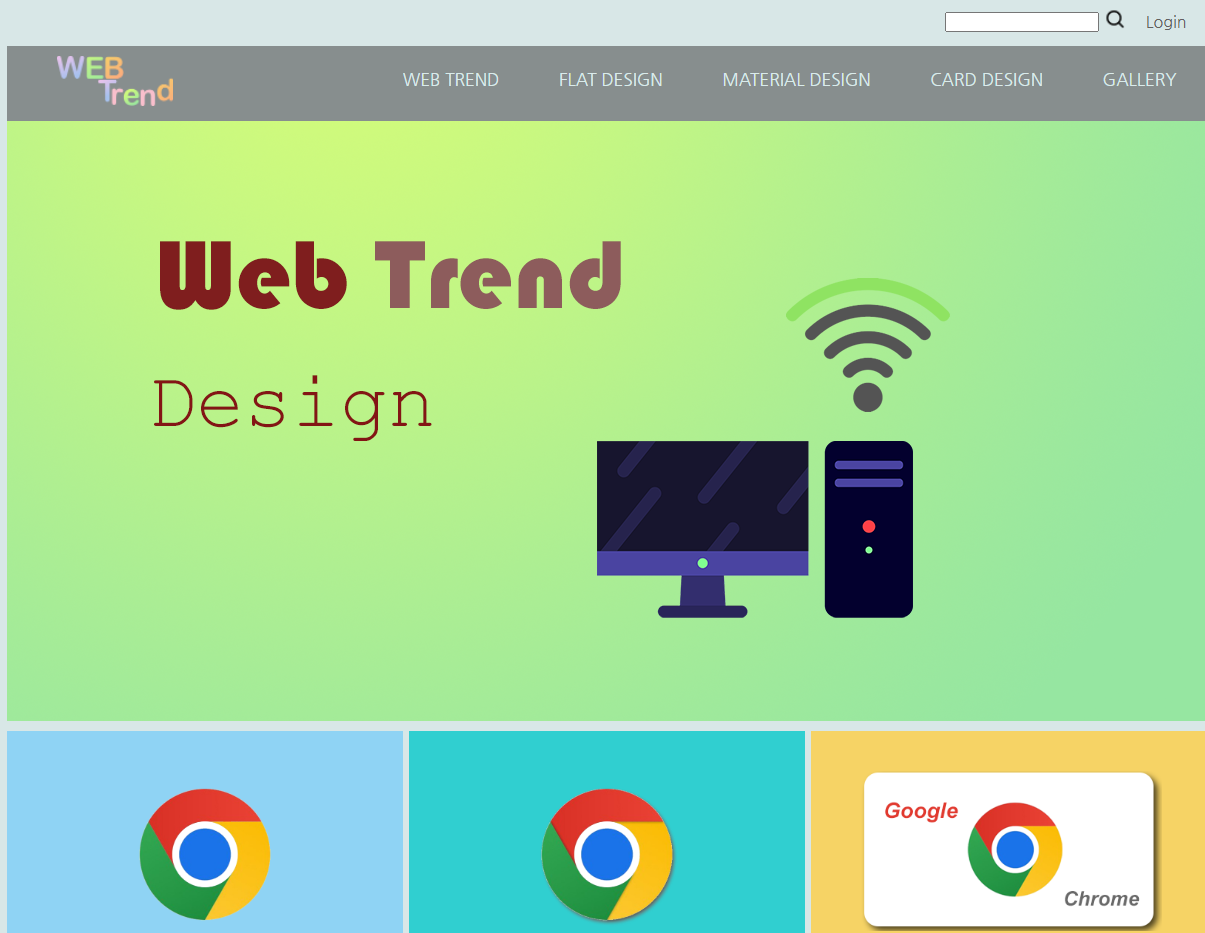 Login
WEB
Trend
WEB TREND FLAT DESIGN MATERIAL DESIGN CARD DESIGN GALLERY
Web Trend
Design
Google
Chrome